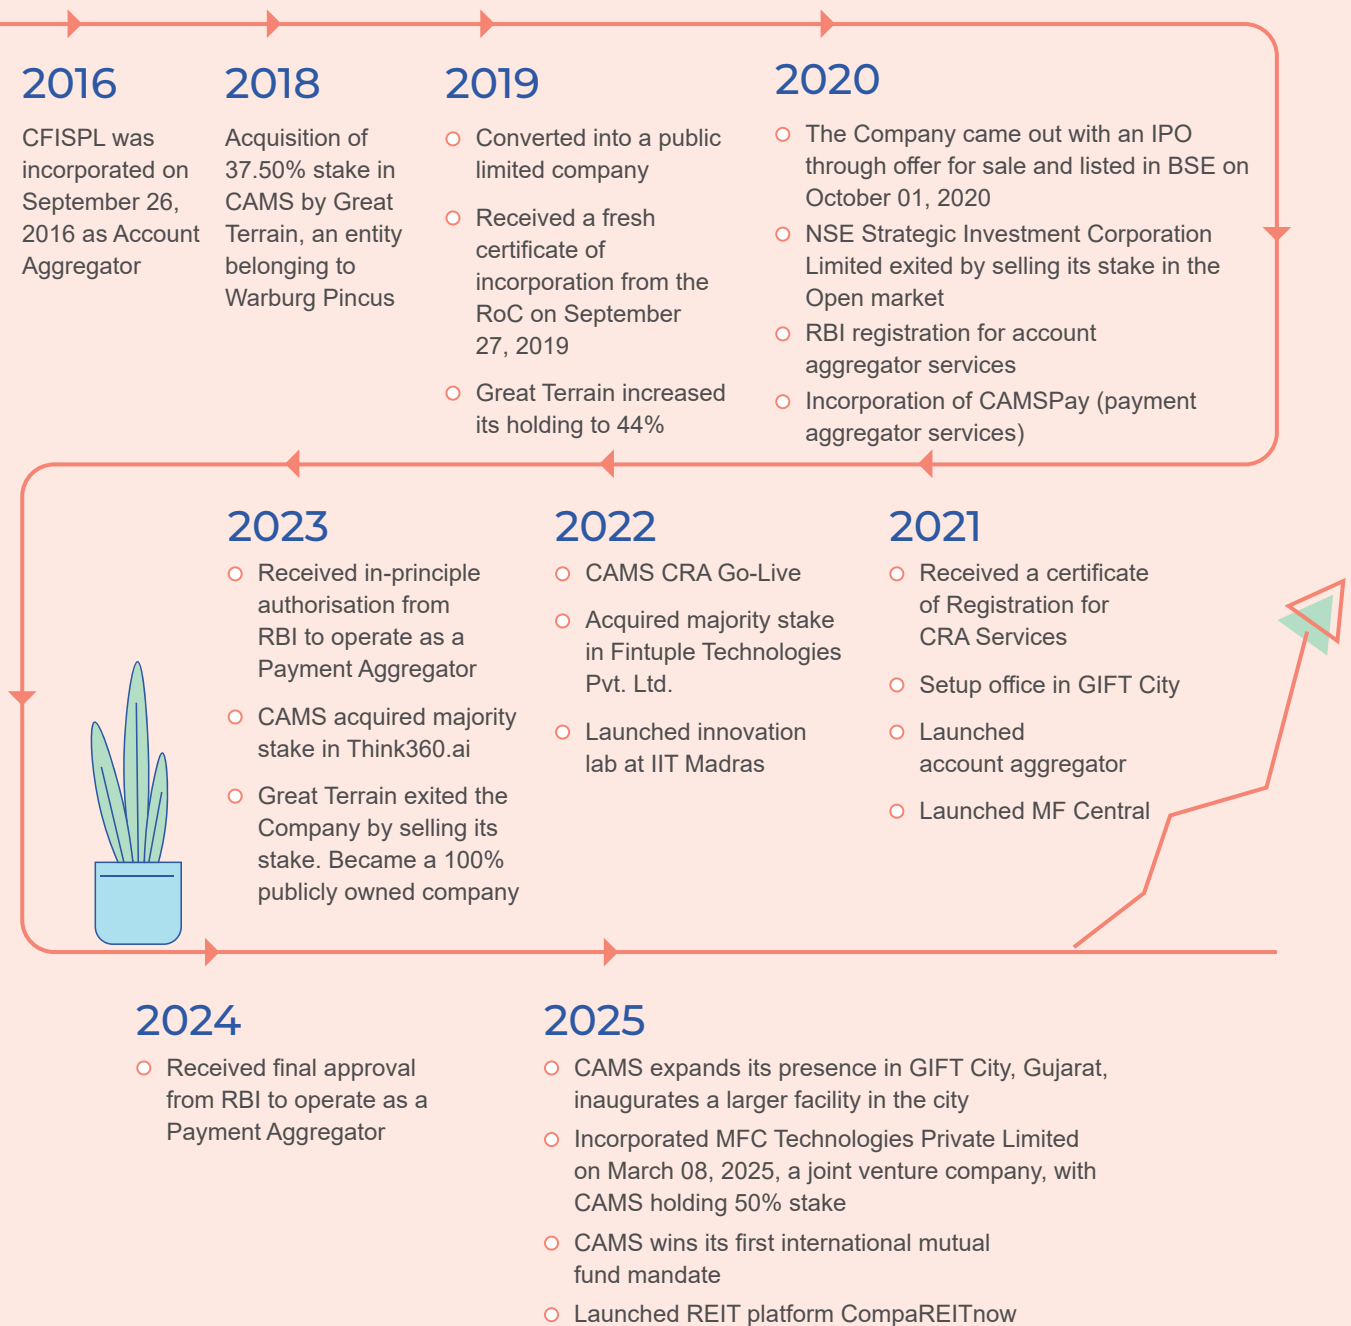 2016
CFISPL was
incorporated on
September 26,
2016 as Account
Aggregator
2018
Acquisition of
37.50% stake in
CAMS by Great
Terrain, an entity
belonging to
Warburg Pincus
2019
Converted into a public
limited company
Received a fresh
certificate of
incorporation from the
RoC on September
27, 2019
Great Terrain increased
its holding to 44%
2020
The Company came out with an IPO
through offer for sale and listed in BSE on
October 01, 2020
NSE Strategic Investment Corporation
Limited exited by selling its stake in the
Open market
RBI registration for account
aggregator services
Incorporation of CAMSPay (payment
aggregator services)
2021
Received a certificate
of Registration for
CRA Services
Setup office in GIFT City
Launched
account aggregator
Launched MF Central
2022
CAMS CRA Go-Live
Acquired majority stake
in Fintuple Technologies
Pvt. Ltd.
Launched innovation
lab at IIT Madras
2023
Received in-principle
authorisation from
RBI to operate as a
Payment Aggregator
CAMS acquired majority
stake in Think360.ai
Great Terrain exited the
Company by selling its
stake. Became a 100%
publicly owned company
2024
Received final approval
from RBI to operate as a
Payment Aggregator
2025
CAMS expands its presence in GIFT City, Gujarat,
inaugurates a larger facility in the city
Incorporated MFC Technologies Private Limited
on March 08, 2025, a joint venture company, with
CAMS holding 50% stake
CAMS wins its first international mutual
fund mandate
Launched REIT platform CompaREITnow